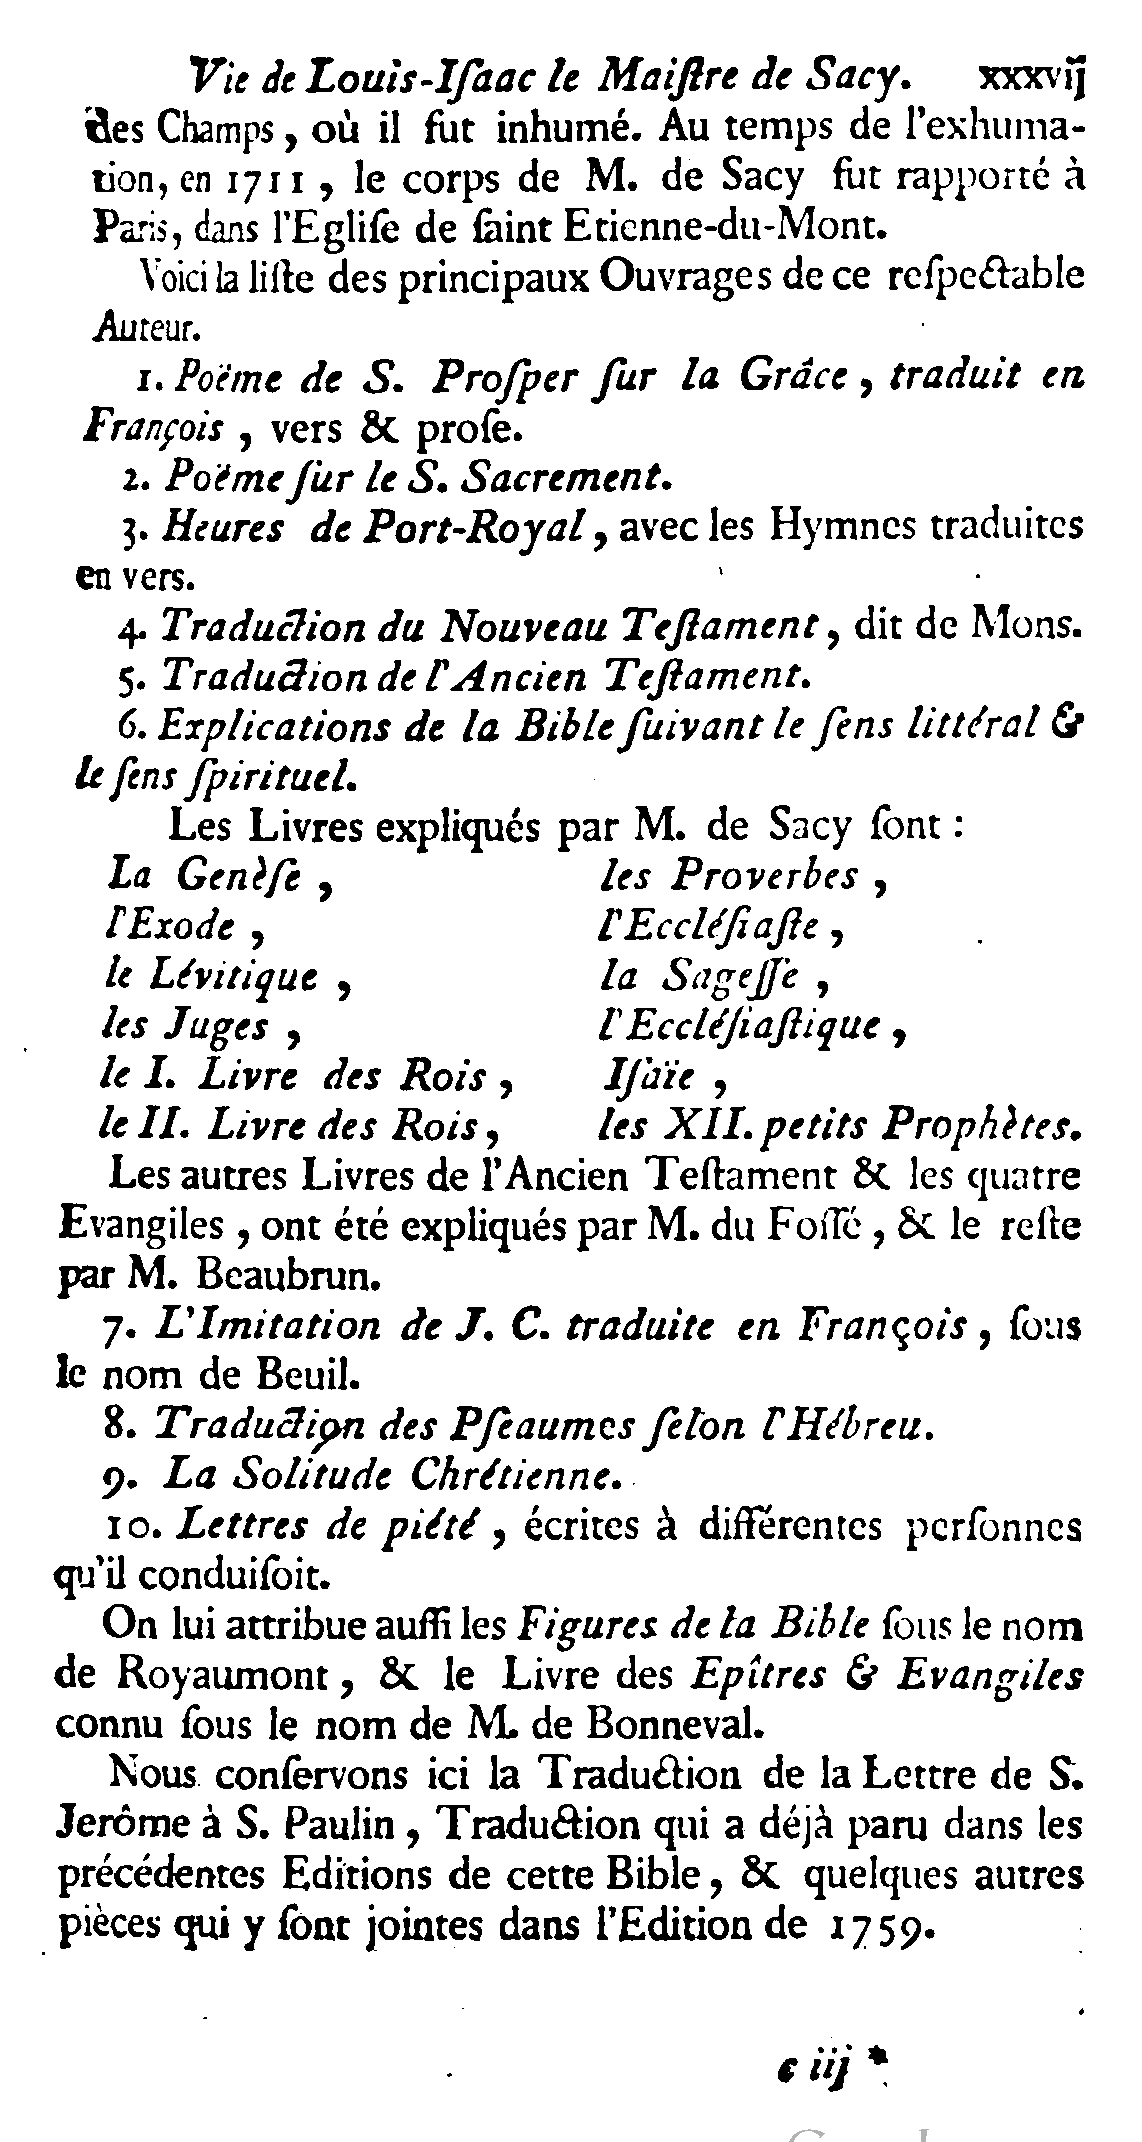 Vie de Louis-Iſaac le Maiſtre de Sacy. xxxvij
des Champs, où il fut inhumé. Au temps de l'exhuma-
tion, en 1711, le corps de M. de Sacy fut rapporté à
Paris, dans l'Egliſe de ſaint Etienne-du-Mont.
Voici la liſte des principaux Ouvrages de ce reſpectable
Auteur.
1. Poëme de S. Proſper ſur la Grâce, traduit en
François, vers & proſe.
2. Poëme ſur le S. Sacrement.
3. Heures de Port-Royal, avec les Hymnes traduites
en vers.
4. Traduction du Nouveau Teſtament, dit de Mons.
5. Traduction de l'Ancien Teſtament.
6. Explications de la Bible ſuivant le ſens littéral &
le ſens ſpirituel.
Les Livres expliqués par M. de Sacy ſont :
La Genèſe, les Proverbes,
l'Exode, l'Eccléſiaſte,
le Lévitique, la Sageſſe,
les Juges, l'Eccléſiaſtique,
le I. Livre des Rois, Iſaïe,
le II. Livre des Rois, les XII. petits Prophètes.
Les autres Livres de l'Ancien Teſtament & les quatre
Evangiles, ont été expliqués par M. du Foſſé, & le reſte
par M. Beaubrun.
7. L'Imitation de J. C. traduite en François, ſous
le nom de Beuil.
8. Traduction des Pſeaumes ſelon l'Hébreu.
9. La Solitude Chrétienne.
10. Lettres de piété, écrites à différentes perſonnes
qu'il conduiſoit.
On lui attribue auſſi les Figures de la Bible ſous le nom
de Royaumont, & le Livre des Epîtres & Evangiles
connu ſous le nom de M. de Bonneval.
Nous conſervons ici la Traduction de la Lettre de S.
Jerôme à S. Paulin, Traduction qui a déjà paru dans les
précédentes Editions de cette Bible, & quelques autres
pièces qui y ſont jointes dans l'Edition de 1759.
c iij *